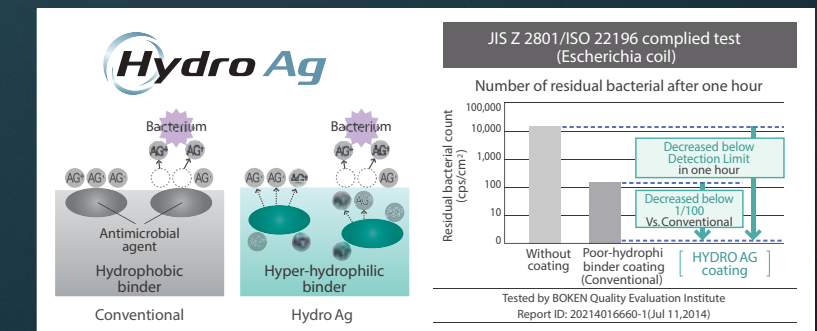 Hydro Ag
Bacterium
Bacterium
AG+
AG+
AG+
AG+
AG+ AG+ AG+
AG+
AG+ AG+ AG+
AG+
AG+
Antimicrobial
agent
Hydrophobic
binder
Hyper-hydrophilic
binder
Conventional
Hydro Ag
JIS Z 2801/ISO 22196 complied test
(Escherichia coil)
Number of residual bacterial after one hour
Residual bacterial count
(cps/cm²)
100,000
10,000
1,000
100
10
0
Decreased below
Detection Limit
in one hour
Decreased below
1/100
Vs.Conventional
Without
coating
Poor-hydrophi
binder coating
(Conventional)
[ HYDRO AG
coating ]
Tested by BOKEN Quality Evaluation Institute
Report ID: 20214016660-1(Jul 11,2014)